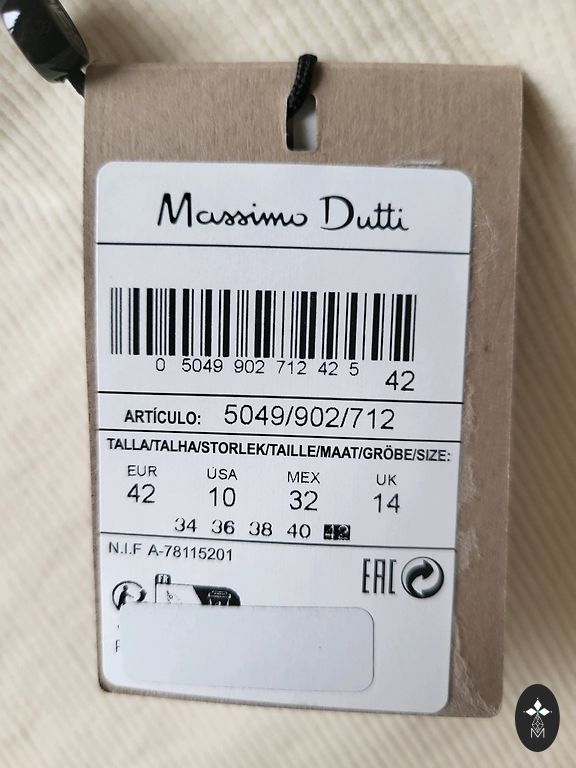 Massimo Dutti
0 5049 902 712 42 5
42
ARTÍCULO: 5049/902/712
TALLA/TALHA/STORLEK/TAILLE/MAAT/GRÖBE/SIZE:
EUR USA MEX UK
42 10 32 14
34 36 38 40 42
N.I.F A-78115201
EAC
FR
M